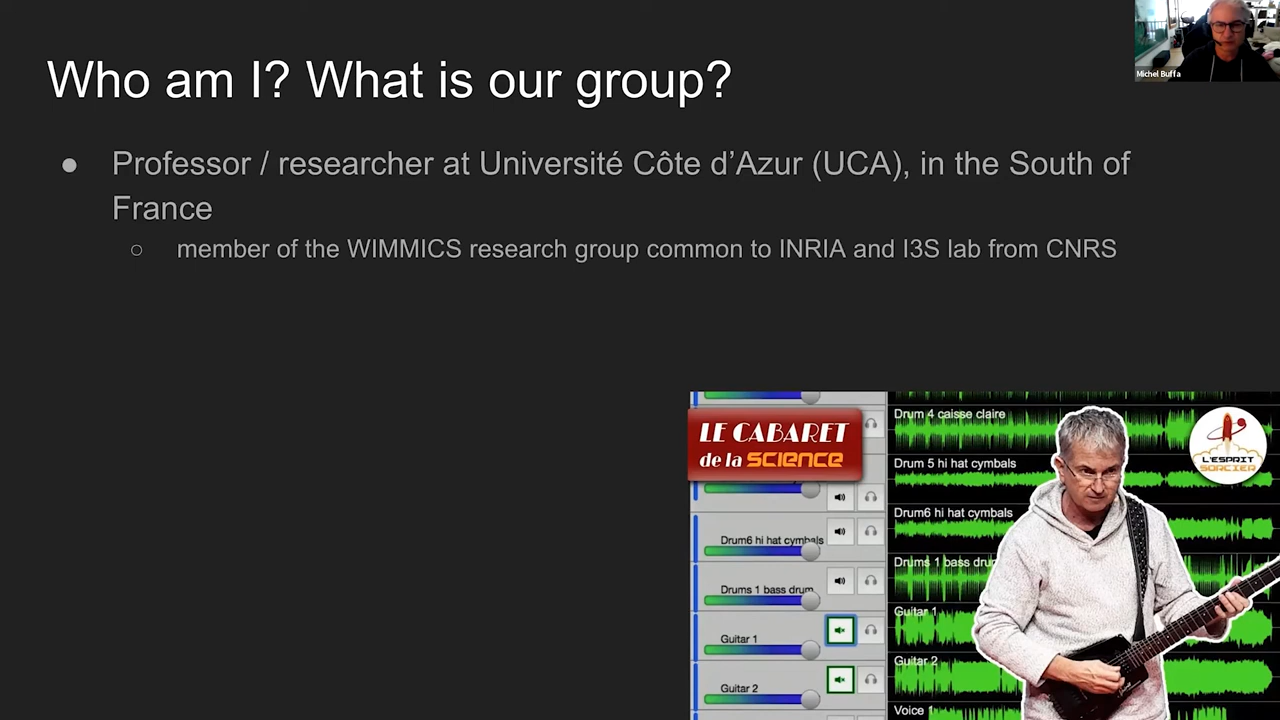 Michel Buffa
Who am I? What is our group?
● Professor / researcher at Université Côte d’Azur (UCA), in the South of
France
○ member of the WIMMICS research group common to INRIA and I3S lab from CNRS
LE CABARET
de la SCIENCE
L'ESPRIT
SORCIER
Drum6 hi hat cymbals
Drums 1 bass drum
Guitar 1
Guitar 2
Drum 4 caisse claire
Drum 5 hi hat cymbals
Drum6 hi hat cymbals
Drums 1 bass drum
Guitar 1
Guitar 2
Voice 1